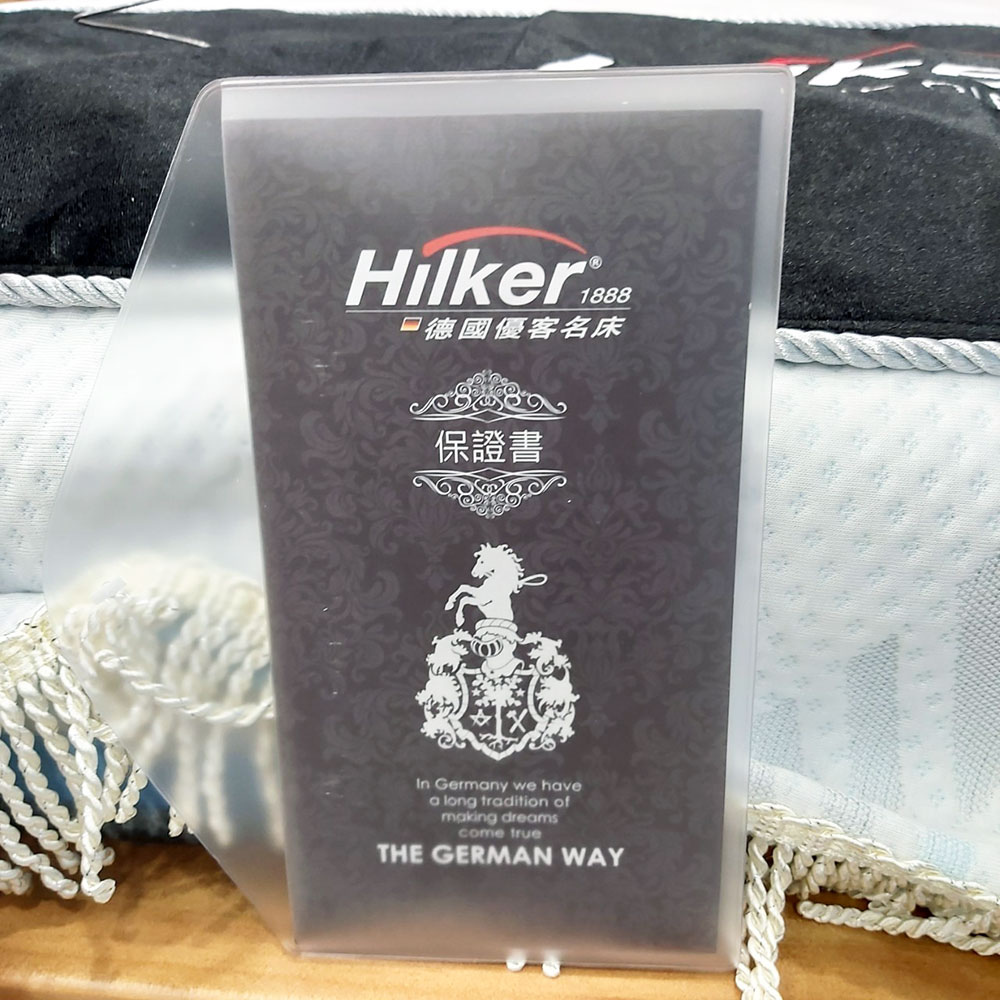 Hilker®
1888
德國優客名床
保證書
In Germany we have
a long tradition of
making dreams
come true
THE GERMAN WAY